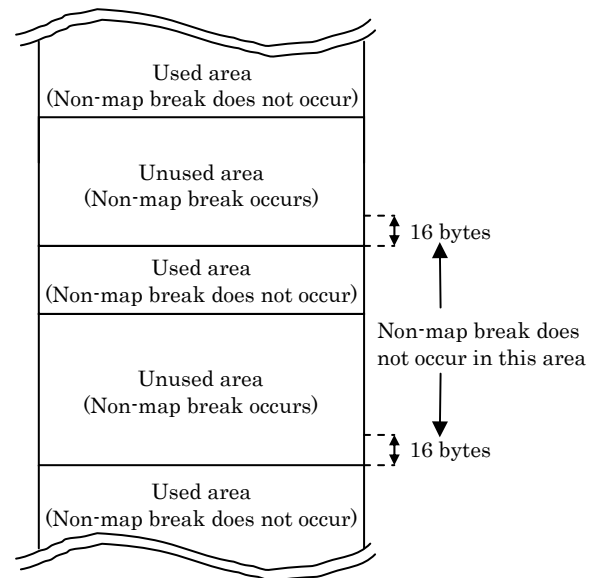 Used area
(Non-map break does not occur)
Unused area
(Non-map break occurs)
16 bytes
Used area
(Non-map break does not occur)
Non-map break does
not occur in this area
Unused area
(Non-map break occurs)
16 bytes
Used area
(Non-map break does not occur)